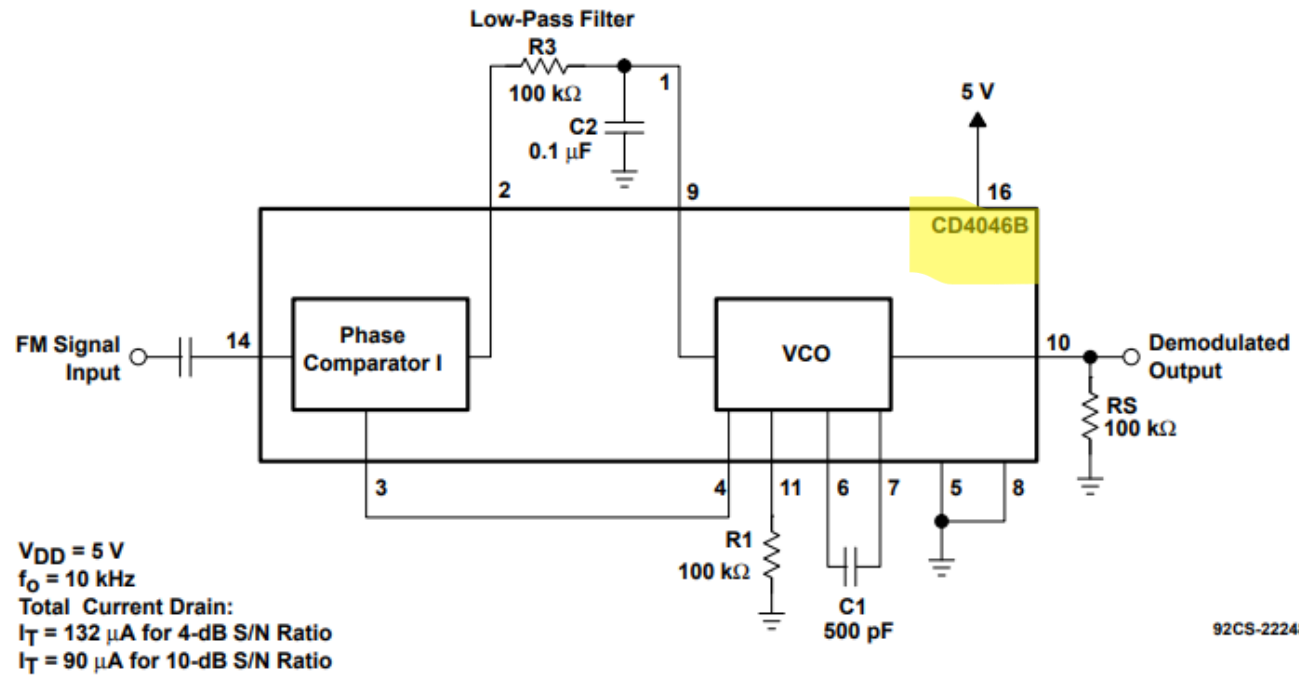 Low-Pass Filter
R3
100 kΩ
1
C2
0.1 μF
5 V
2
9
16
CD4046B
FM Signal
Input
14
Phase
Comparator I
VCO
10
Demodulated
Output
RS
100 kΩ
3
4
11
6
7
5
8
R1
100 kΩ
C1
500 pF
VDD = 5 V
fo = 10 kHz
Total Current Drain:
IT = 132 μA for 4-dB S/N Ratio
IT = 90 μA for 10-dB S/N Ratio
92CS-2224